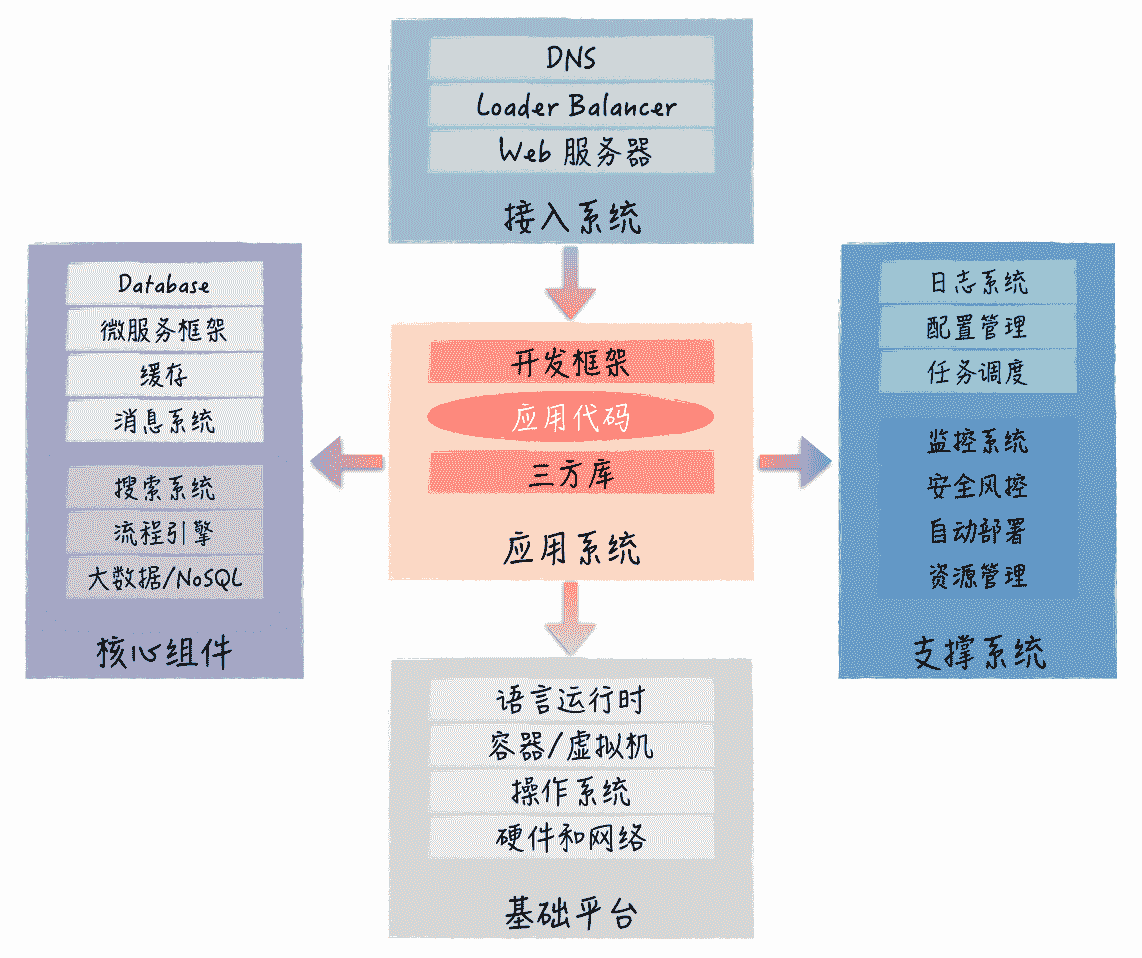 DNS
Loader Balancer
Web 服务器
接入系统
Database
微服务框架
缓存
消息系统
搜索系统
流程引擎
大数据/NoSQL
核心组件
开发框架
应用代码
三方库
应用系统
日志系统
配置管理
任务调度
监控系统
安全风控
自动部署
资源管理
支撑系统
语言运行时
容器/虚拟机
操作系统
硬件和网络
基础平台